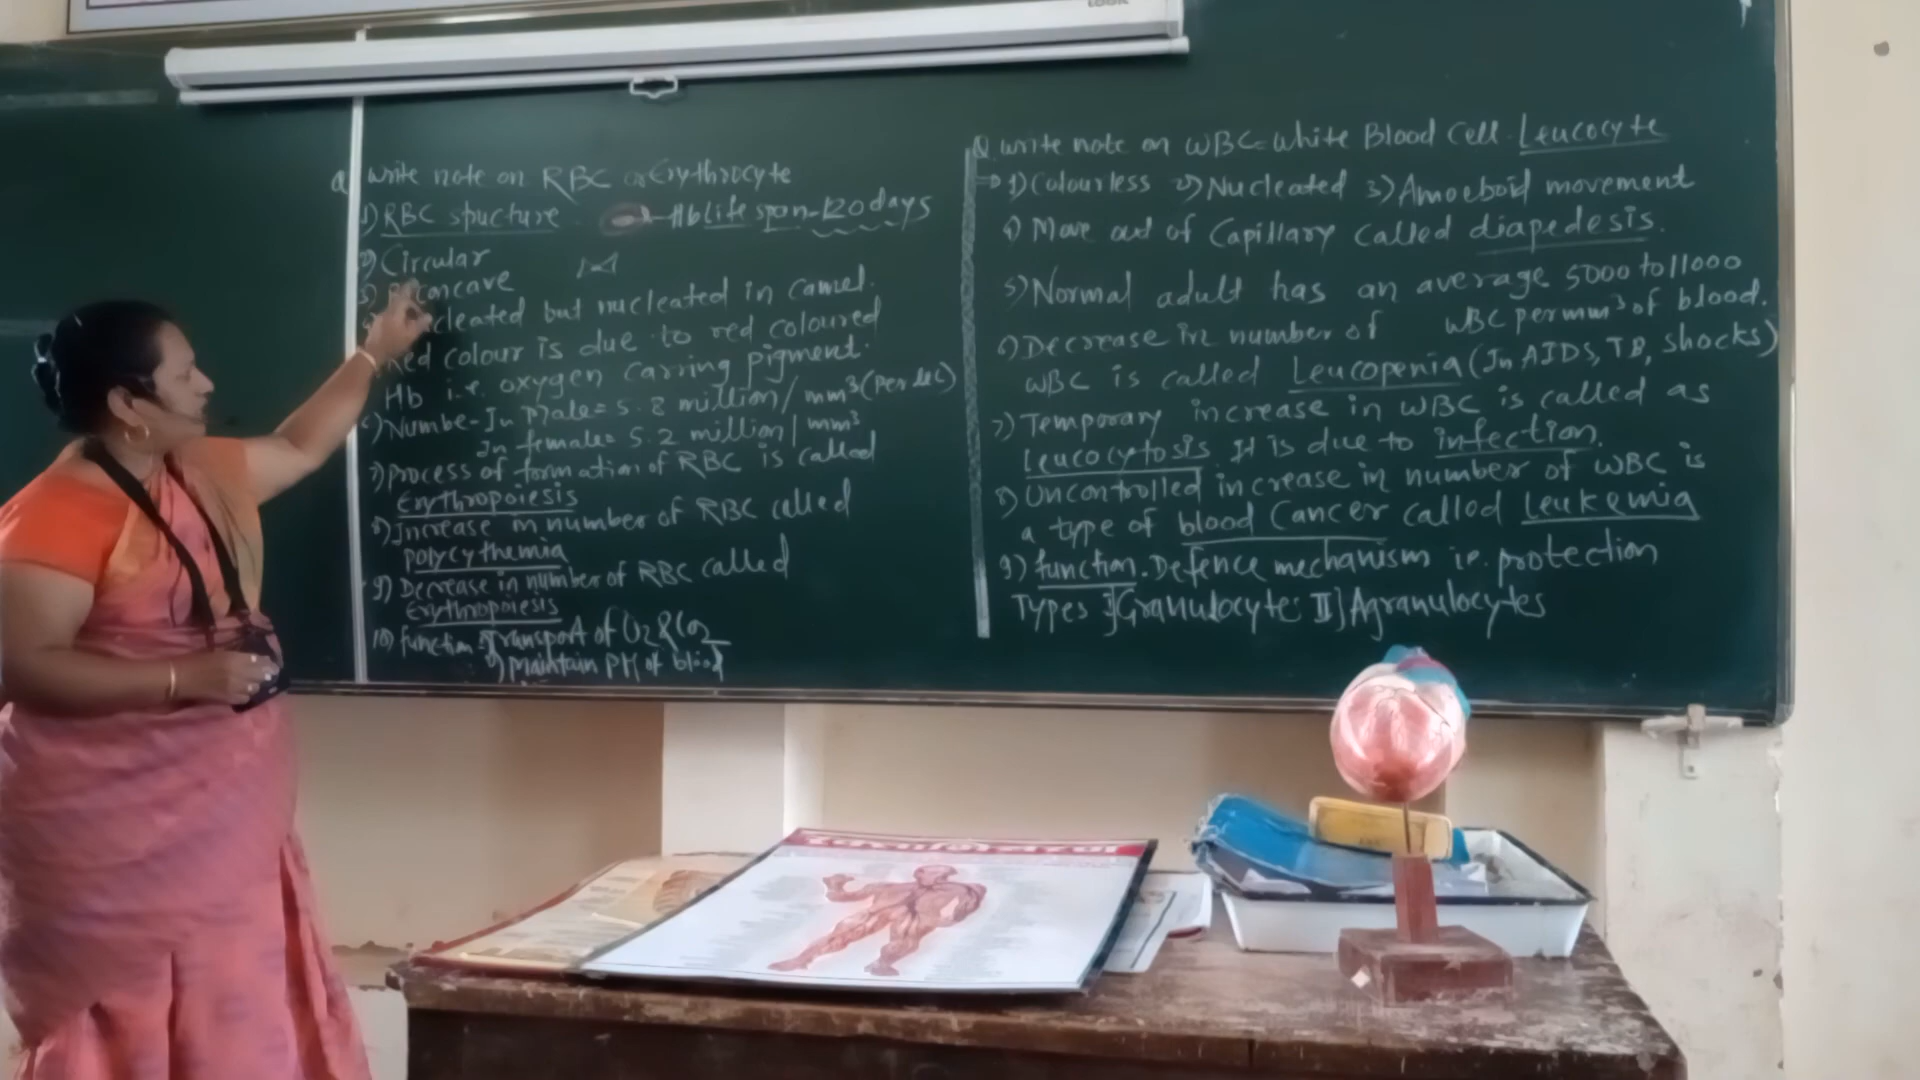 LOOK
Q write note on RBC or Erythrocyte
1) RBC structure Hb Life span-120 days
2) Circular
3) concave
cleated but nucleated in camel.
Red colour is due to red coloured
Hb i.e. oxygen carring pigment.
Numbe-In Male= 5.8 million/mm³(per dec)
In female= 5.2 million/mm³
7) process of formation of RBC is called
Erythropoiesis
8) Increase in number of RBC called
polycythemia
9) Decrease in number of RBC called
Erythropoiesis
10) function 1) Transport of O2 & CO2
2) Maintain PH of blood
Q. write note on WBC=White Blood Cell Leucocyte
⇒ 1) Colourless 2) Nucleated 3) Amoeboid movement
4) Move out of Capillary called diapedesis.
5) Normal adult has an average 5000 to 11000
WBC per mm³ of blood.
6) Decrease in number of
WBC is called Leucopenia (In AIDS, TB, shocks)
7) Temporary increase in WBC is called as
Leucocytosis It is due to infection.
8) Uncontrolled increase in number of WBC is
a type of blood Cancer called Leukemia
9) function. Defence mechanism i.e. protection
Types I] Granulocyte: II] Agranulocytes